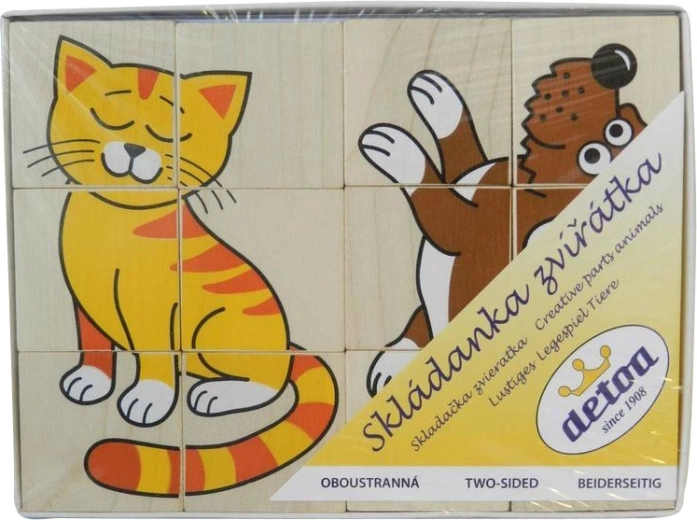 Skládanka zvířátka
Skladačka zvieratka Creative parts animals
Lustiges Legespiel Tiere
detoa
since 1908
OBOUSTRANNÁ TWO-SIDED BEIDERSEITIG